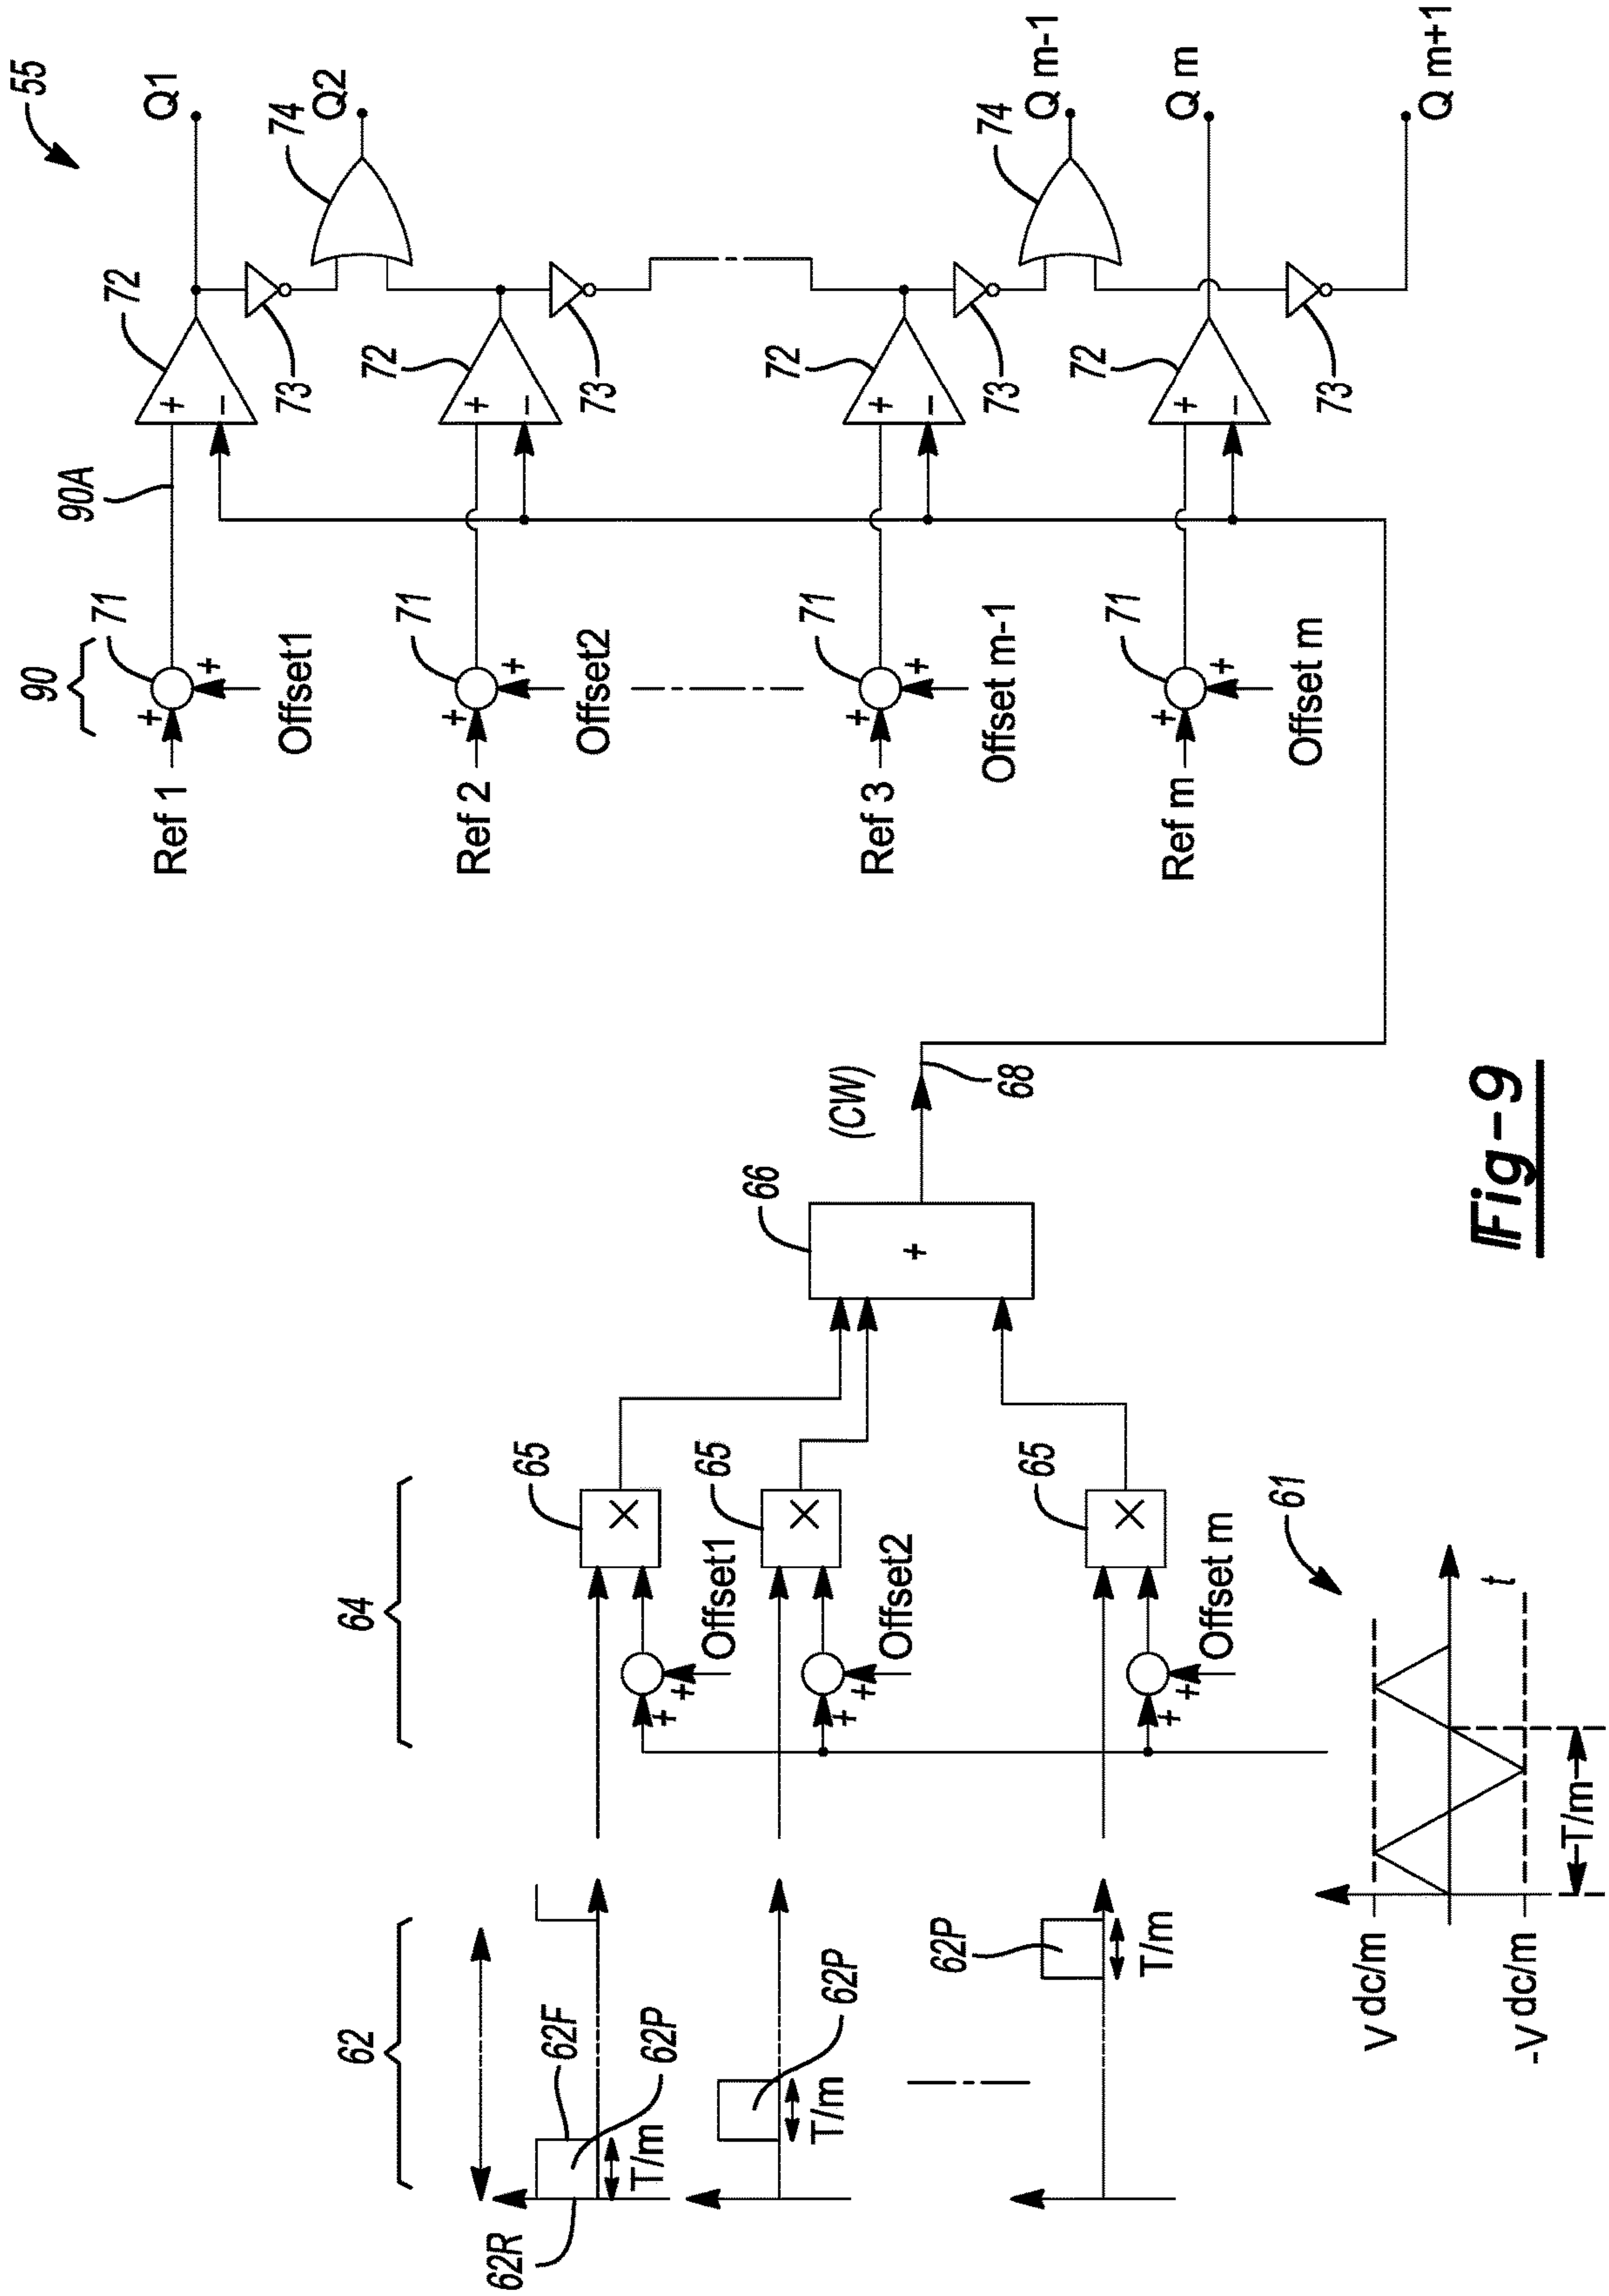 55
90
Ref 1
+
+
71
Offset1
90A
+
-
72
73
Q1
74
Q2
Ref 2
+
+
71
Offset2
+
-
72
73
Ref 3
+
+
71
Offset m-1
+
-
72
73
74
Q m-1
Ref m
+
+
71
Offset m
+
-
72
73
Q m
Q m+1
62
62R
62F
62P
T/m
62P
T/m
62P
T/m
64
65
X
+
+
Offset1
65
X
+
+
Offset2
65
X
+
+
Offset m
66
+
(CW)
68
61
V dc/m
-V dc/m
t
T/m
Fig-9